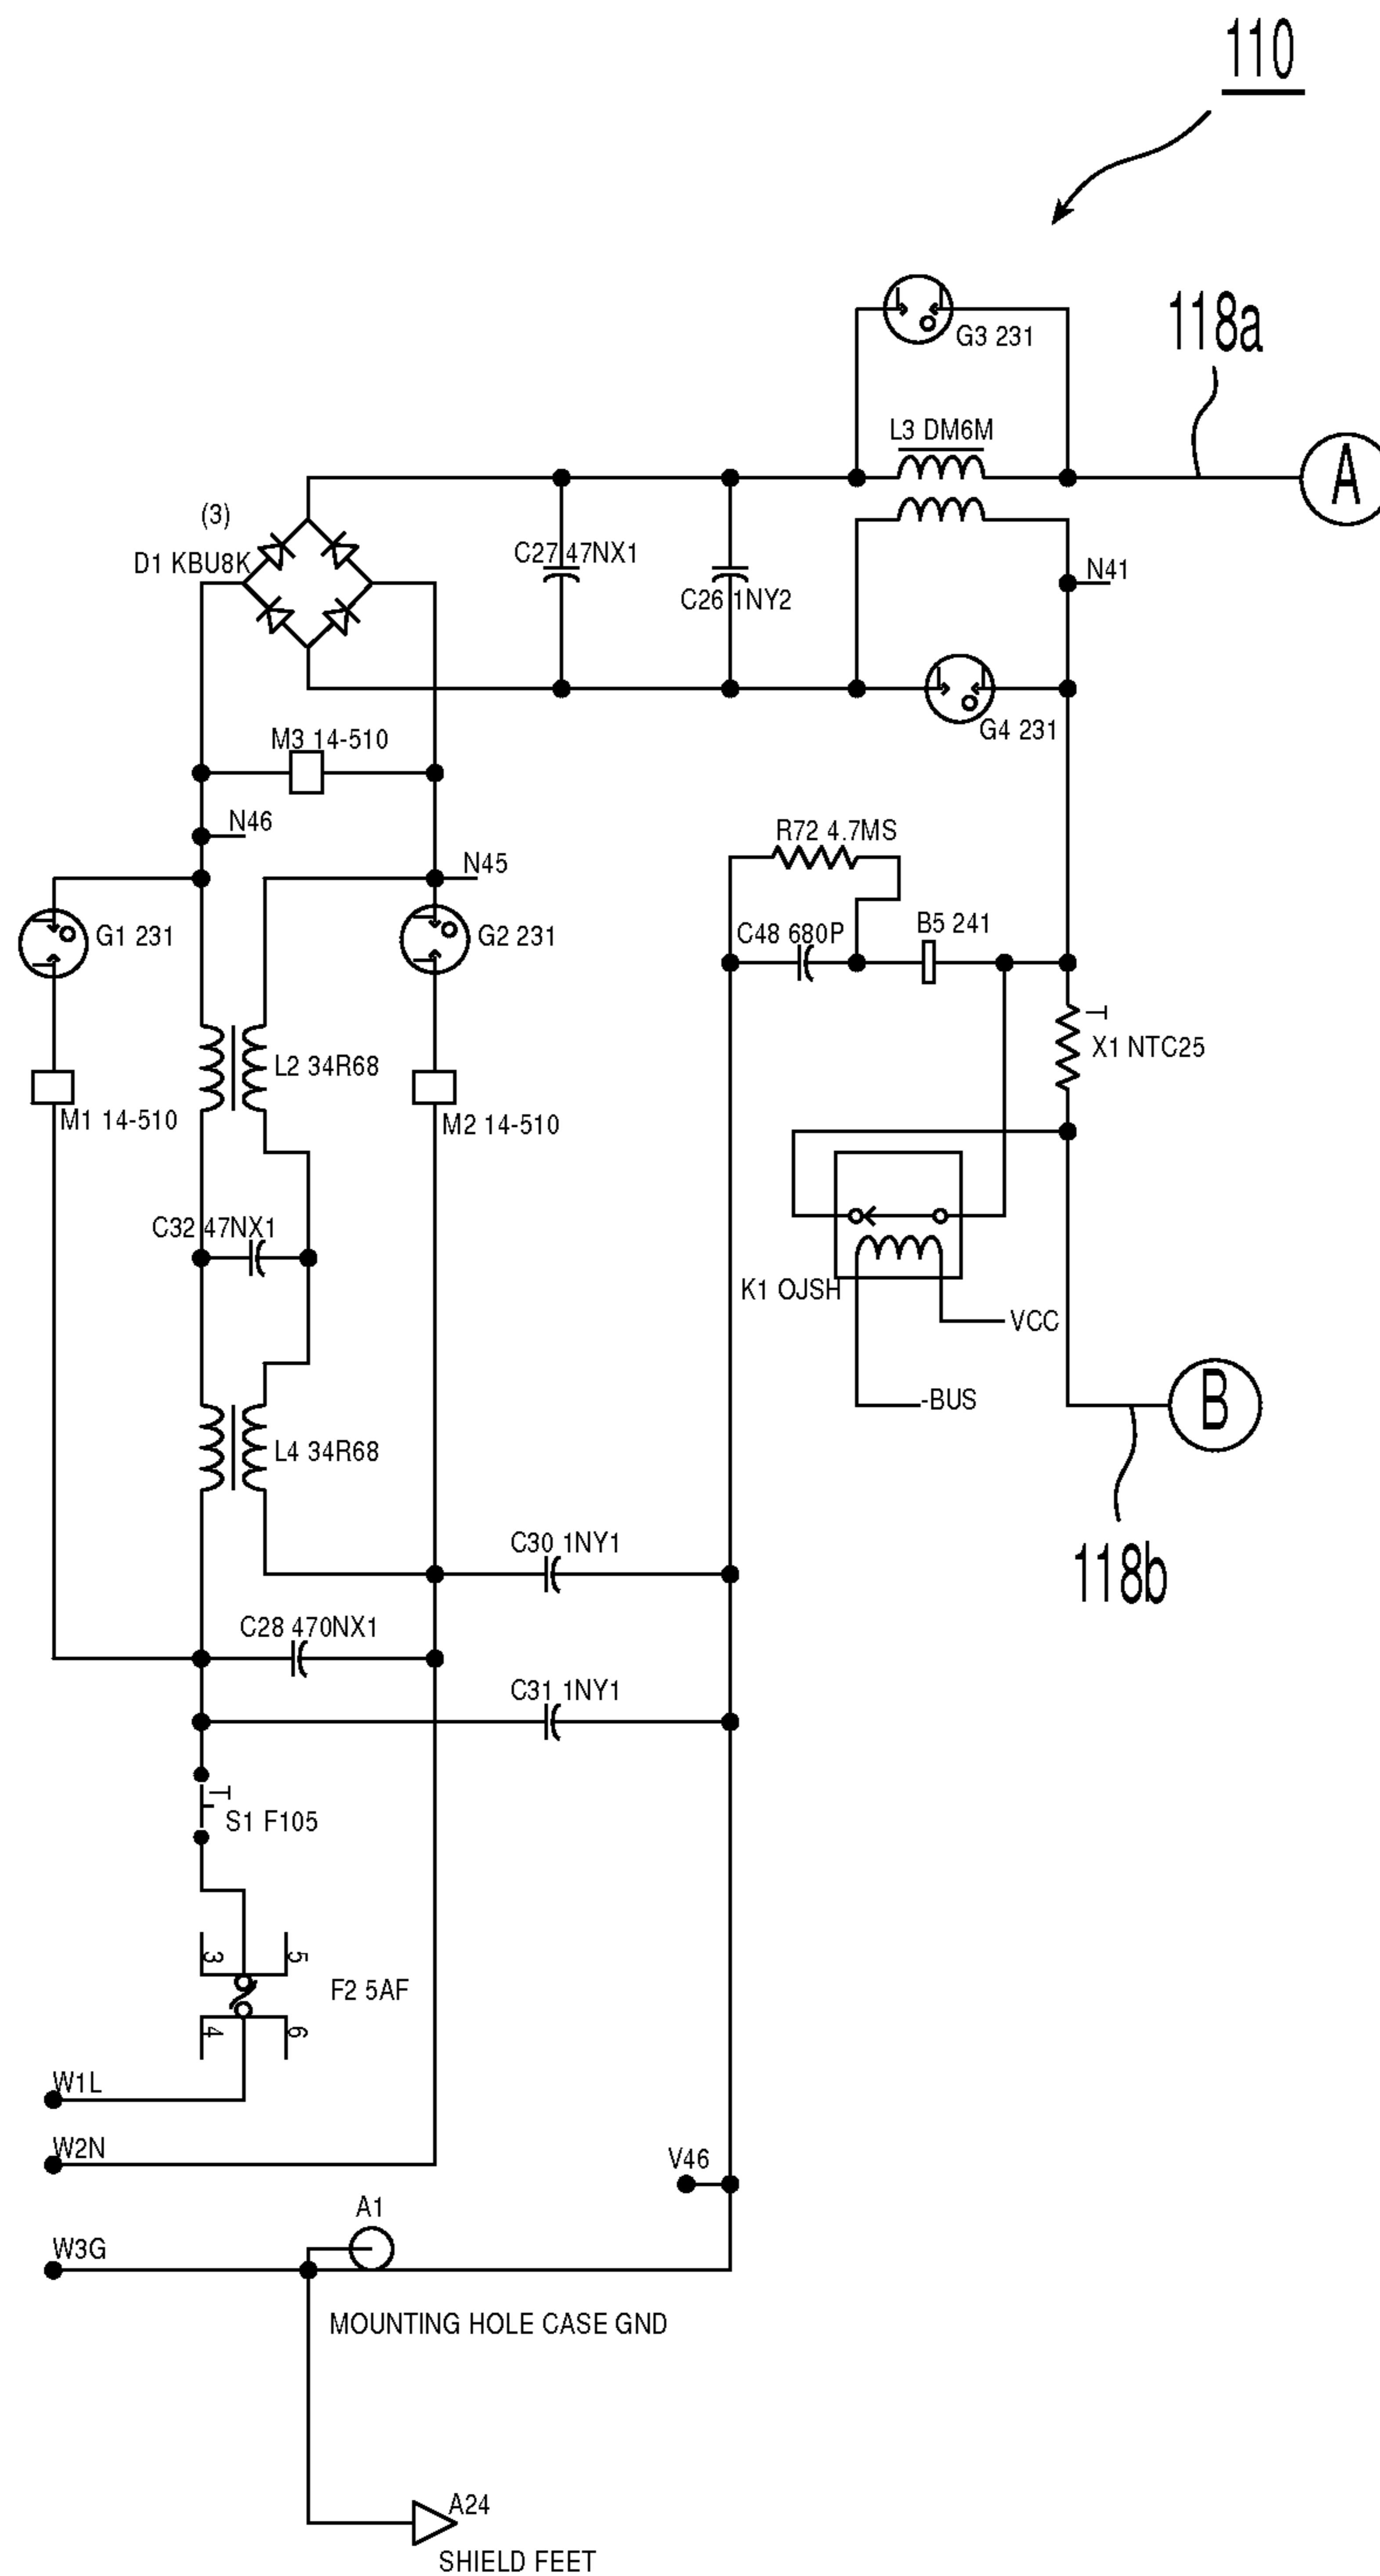 110
118a
G3 231
L3 DM6M
A
(3)
D1 KBU8K
C27 47NX1
C26 1NY2
N41
G4 231
M3 14-510
N46
N45
R72 4.7MS
G1 231
G2 231
C48 680P
B5 241
L2 34R68
X1 NTC25
M1 14-510
M2 14-510
T
C32 47NX1
K1 OJSH
VCC
-BUS
B
L4 34R68
118b
C30 1NY1
C28 470NX1
C31 1NY1
T
S1 F105
3
5
F2 5AF
4
6
W1L
W2N
V46
A1
W3G
MOUNTING HOLE CASE GND
A24
SHIELD FEET